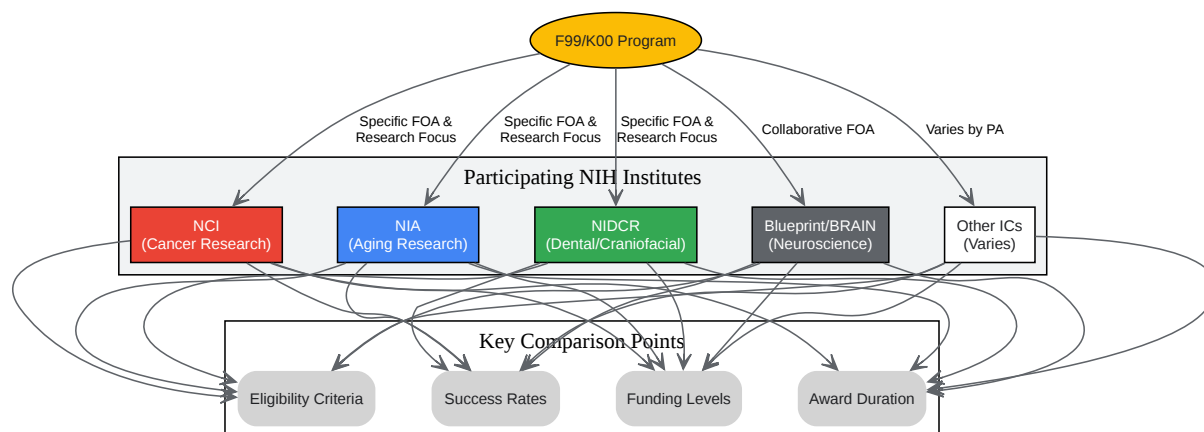 F99/K00 Program
Specific FOA &
Research Focus
Specific FOA &
Research Focus
Specific FOA &
Research Focus
Collaborative FOA
Varies by PA
Participating NIH Institutes
NCI
(Cancer Research)
NIA
(Aging Research)
NIDCR
(Dental/Craniofacial)
Blueprint/BRAIN
(Neuroscience)
Other ICs
(Varies)
Key Comparison Points
Eligibility Criteria
Success Rates
Funding Levels
Award Duration